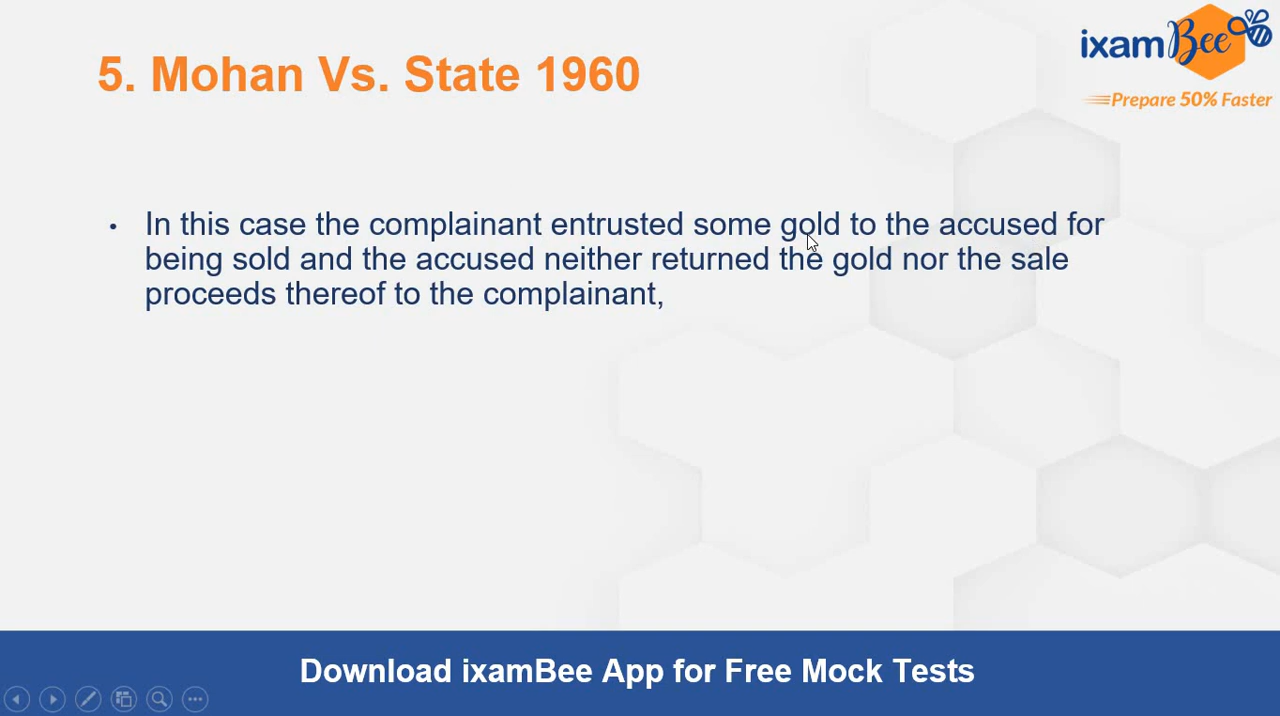 5. Mohan Vs. State 1960
ixamBee
Prepare 50% Faster
• In this case the complainant entrusted some gold to the accused for
being sold and the accused neither returned the gold nor the sale
proceeds thereof to the complainant,
Download ixamBee App for Free Mock Tests